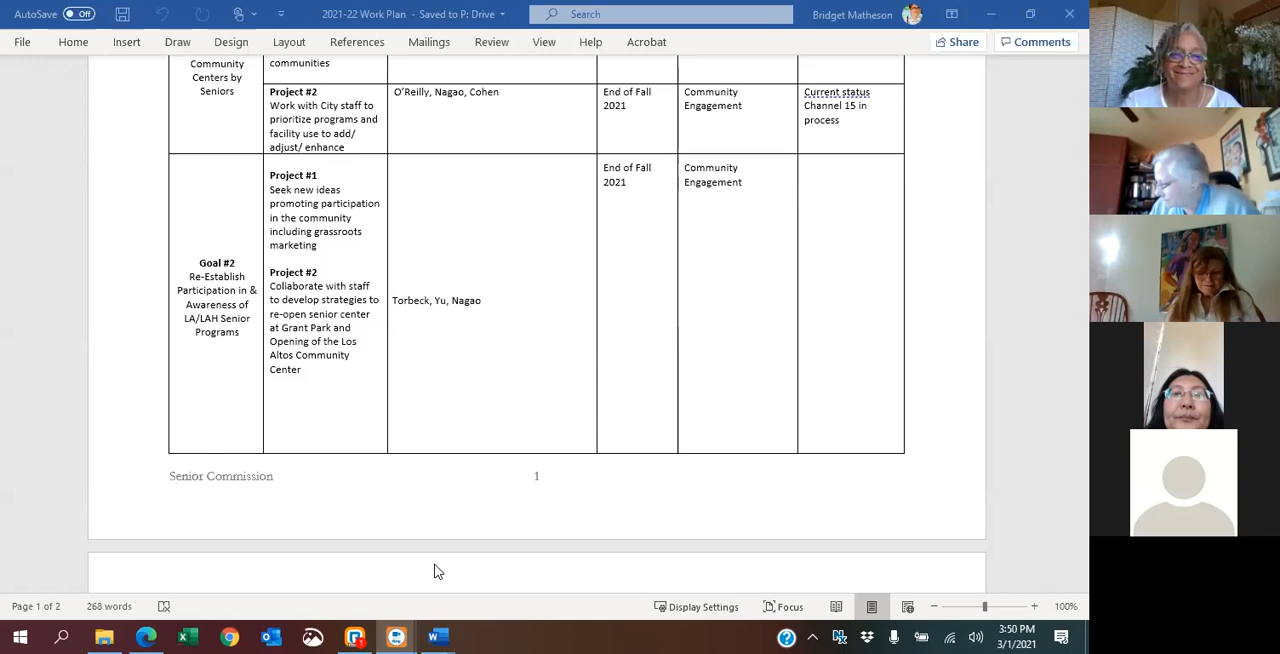 AutoSave Off
2021-22 Work Plan - Saved to P: Drive
Search
Bridget Matheson
File Home Insert Draw Design Layout References Mailings Review View Help Acrobat
Share Comments
Community
Centers by
Seniors
communities
Project #2
Work with City staff to
prioritize programs and
facility use to add/
adjust/ enhance
O'Reilly, Nagao, Cohen
End of Fall
2021
Community
Engagement
Current status
Channel 15 in
process
Goal #2
Re-Establish
Participation in &
Awareness of
LA/LAH Senior
Programs
Project #1
Seek new ideas
promoting participation
in the community
including grassroots
marketing
Project #2
Collaborate with staff
to develop strategies to
re-open senior center
at Grant Park and
Opening of the Los
Altos Community
Center
Torbeck, Yu, Nagao
End of Fall
2021
Community
Engagement
Senior Commission 1
Page 1 of 2 268 words Display Settings Focus 100%
3:50 PM
3/1/2021